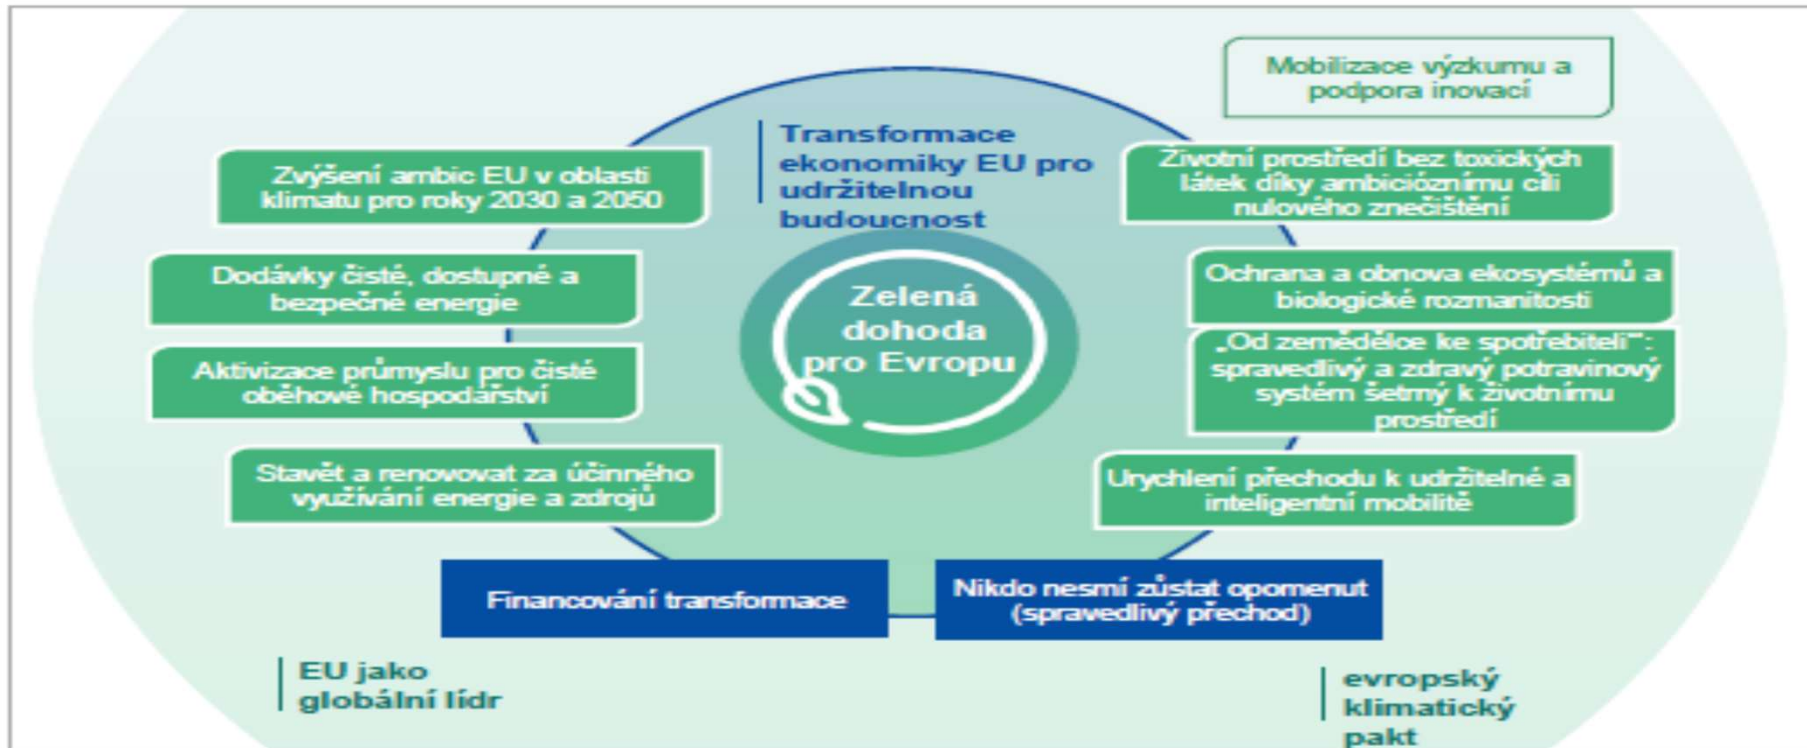 Mobilizace výzkumu a
podpora inovací
Transformace
ekonomiky EU pro
udržitelnou
budoucnost
Zvýšení ambic EU v oblasti
klimatu pro roky 2030 a 2050
Životní prostředí bez toxických
látek díky ambicióznímu cíli
nulového znečištění
Dodávky čisté, dostupné a
bezpečné energie
Zelená
dohoda
pro Evropu
Ochrana a obnova ekosystémů a
biologické rozmanitosti
Aktivizace průmyslu pro čisté
oběhové hospodářství
„Od zemědělce ke spotřebiteli“:
spravedlivý a zdravý potravinový
systém šetrný k životnímu
prostředí
Stavět a renovovat za účinného
využívání energie a zdrojů
Urychlení přechodu k udržitelné a
inteligentní mobilitě
Financování transformace
Nikdo nesmí zůstat opomenut
(spravedlivý přechod)
EU jako
globální lídr
evropský
klimatický
pakt